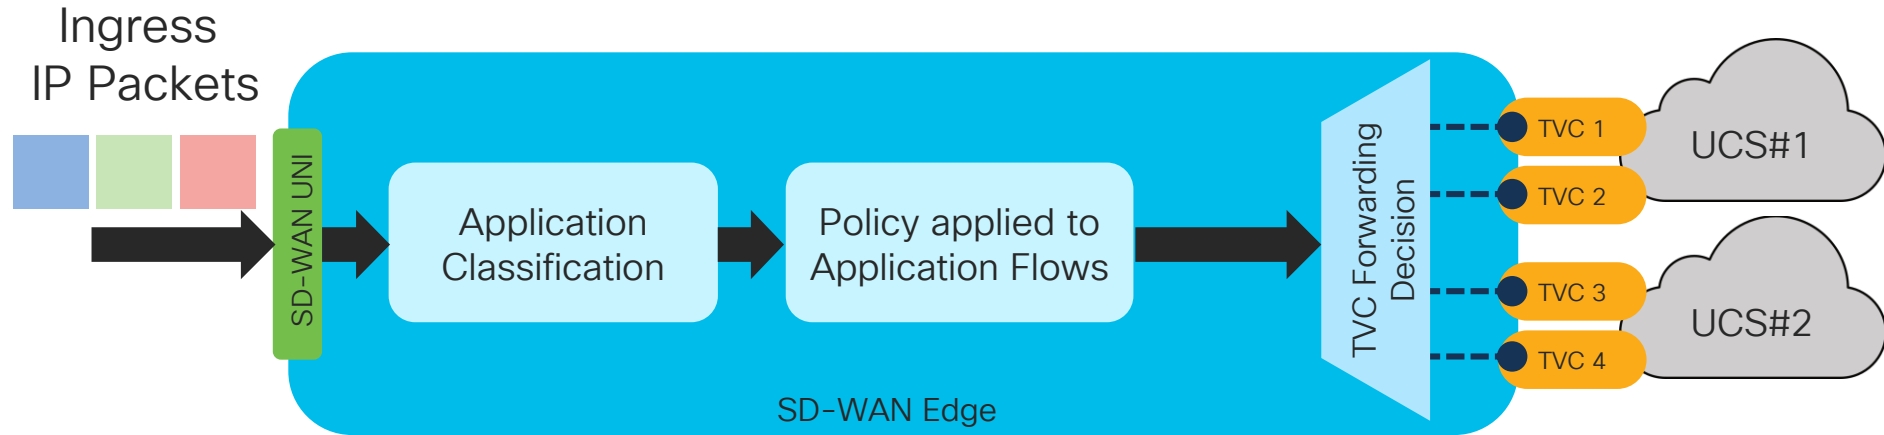 Ingress
IP Packets
SD-WAN UNI
Application
Classification
Policy applied to
Application Flows
TVC Forwarding
Decision
TVC 1
TVC 2
UCS#1
TVC 3
TVC 4
UCS#2
SD-WAN Edge